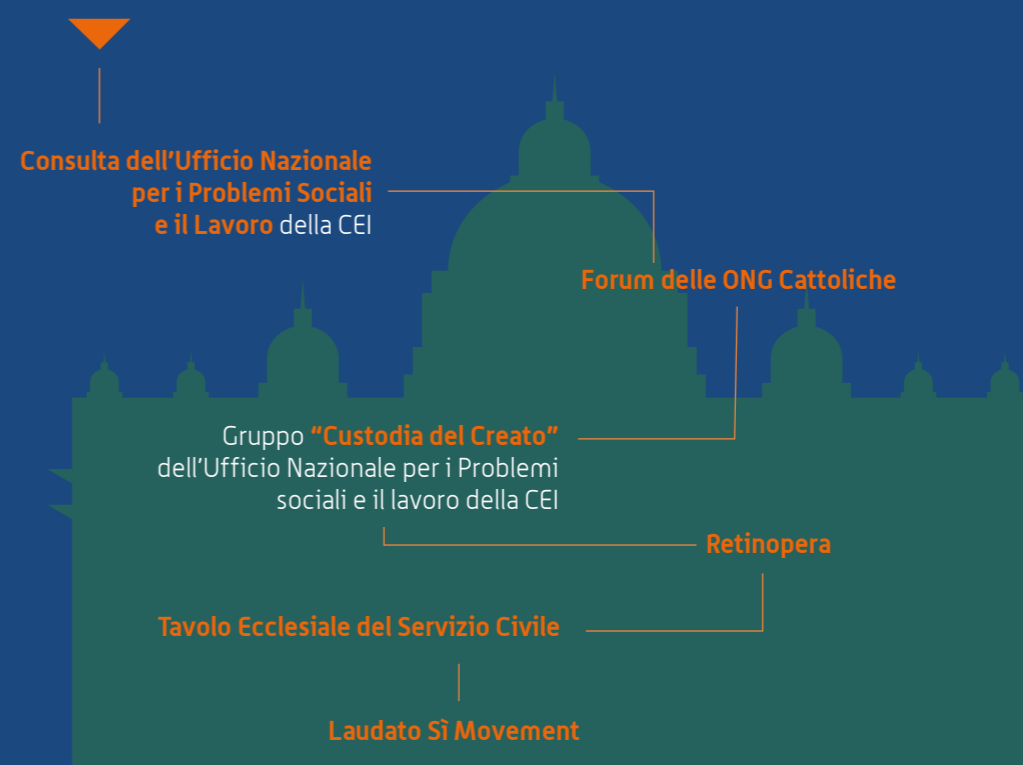 Consulta dell’Ufficio Nazionale
per i Problemi Sociali
e il Lavoro della CEI
Forum delle ONG Cattoliche
Gruppo “Custodia del Creato”
dell’Ufficio Nazionale per i Problemi
sociali e il lavoro della CEI
Retinopera
Tavolo Ecclesiale del Servizio Civile
Laudato Sì Movement